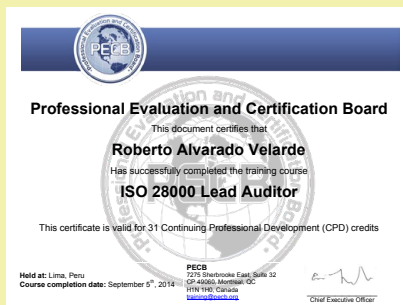 Professional Evaluation and Certification Board
PECB
Professional Evaluation and Certification Board
This document certifies that
Roberto Alvarado Velarde
Has successfully completed the training course
ISO 28000 Lead Auditor
This certificate is valid for 31 Continuing Professional Development (CPD) credits
Held at: Lima, Peru
Course completion date: September 5th, 2014
PECB
7275 Sherbrooke East, Suite 32
CP 49060, Montreal, QC
H1N 1H0, Canada
training@pecb.org
Chief Executive Officer